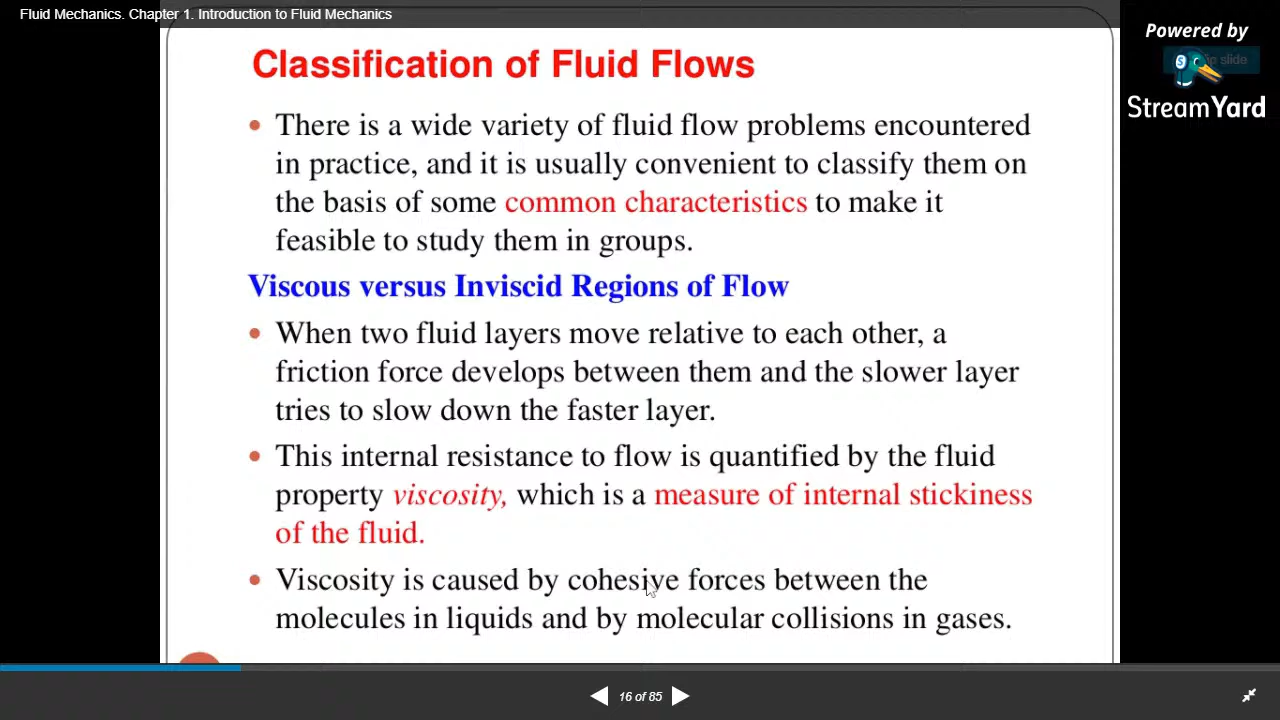 Fluid Mechanics. Chapter 1. Introduction to Fluid Mechanics
Powered by
slide
StreamYard
Classification of Fluid Flows
• There is a wide variety of fluid flow problems encountered
in practice, and it is usually convenient to classify them on
the basis of some common characteristics to make it
feasible to study them in groups.
Viscous versus Inviscid Regions of Flow
• When two fluid layers move relative to each other, a
friction force develops between them and the slower layer
tries to slow down the faster layer.
• This internal resistance to flow is quantified by the fluid
property viscosity, which is a measure of internal stickiness
of the fluid.
• Viscosity is caused by cohesive forces between the
molecules in liquids and by molecular collisions in gases.
16 of 85